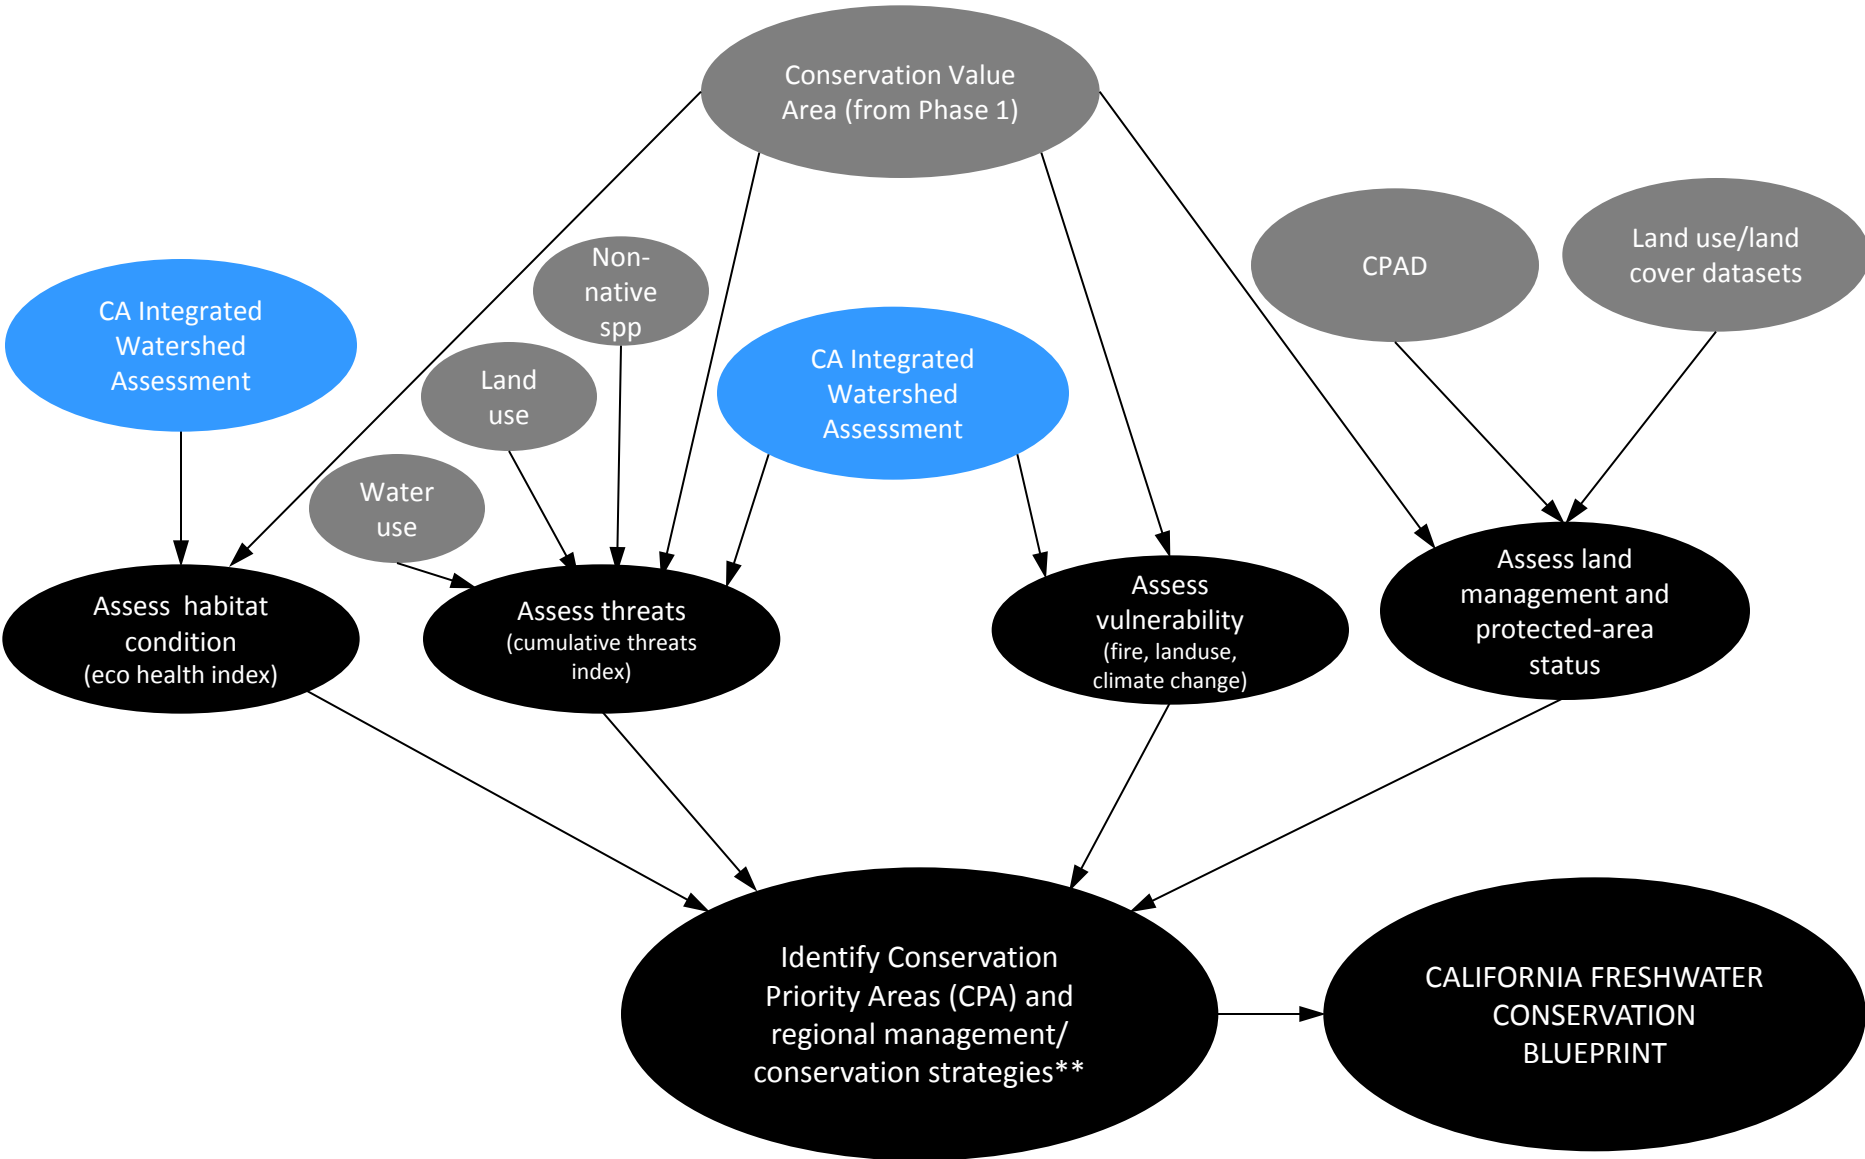 Conservation Value
Area (from Phase 1)
CA Integrated
Watershed
Assessment
Water
use
Land
use
Non-
native
spp
CA Integrated
Watershed
Assessment
CPAD
Land use/land
cover datasets
Assess habitat
condition
(eco health index)
Assess threats
(cumulative threats
index)
Assess
vulnerability
(fire, landuse,
climate change)
Assess land
management and
protected-area
status
Identify Conservation
Priority Areas (CPA) and
regional management/
conservation strategies**
CALIFORNIA FRESHWATER
CONSERVATION
BLUEPRINT